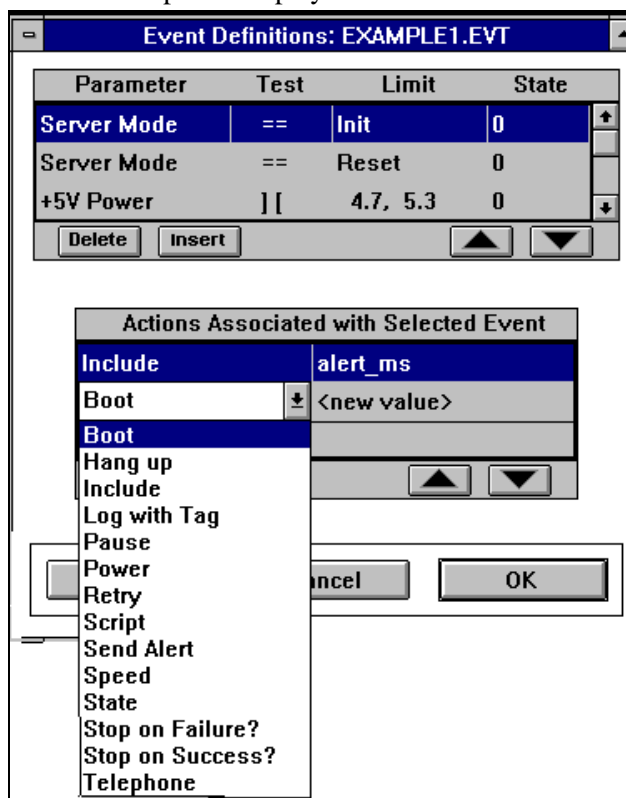 Event Definitions: EXAMPLE1.EVT
Parameter Test Limit State
Server Mode == Init 0
Server Mode == Reset 0
+5V Power ] [ 4.7, 5.3 0
Delete Insert
Actions Associated with Selected Event
Include alert_ms
Boot <new value>
Boot
Hang up
Include
Log with Tag
Pause
Power
ncel OK
Retry
Script
Send Alert
Speed
State
Stop on Failure?
Stop on Success?
Telephone